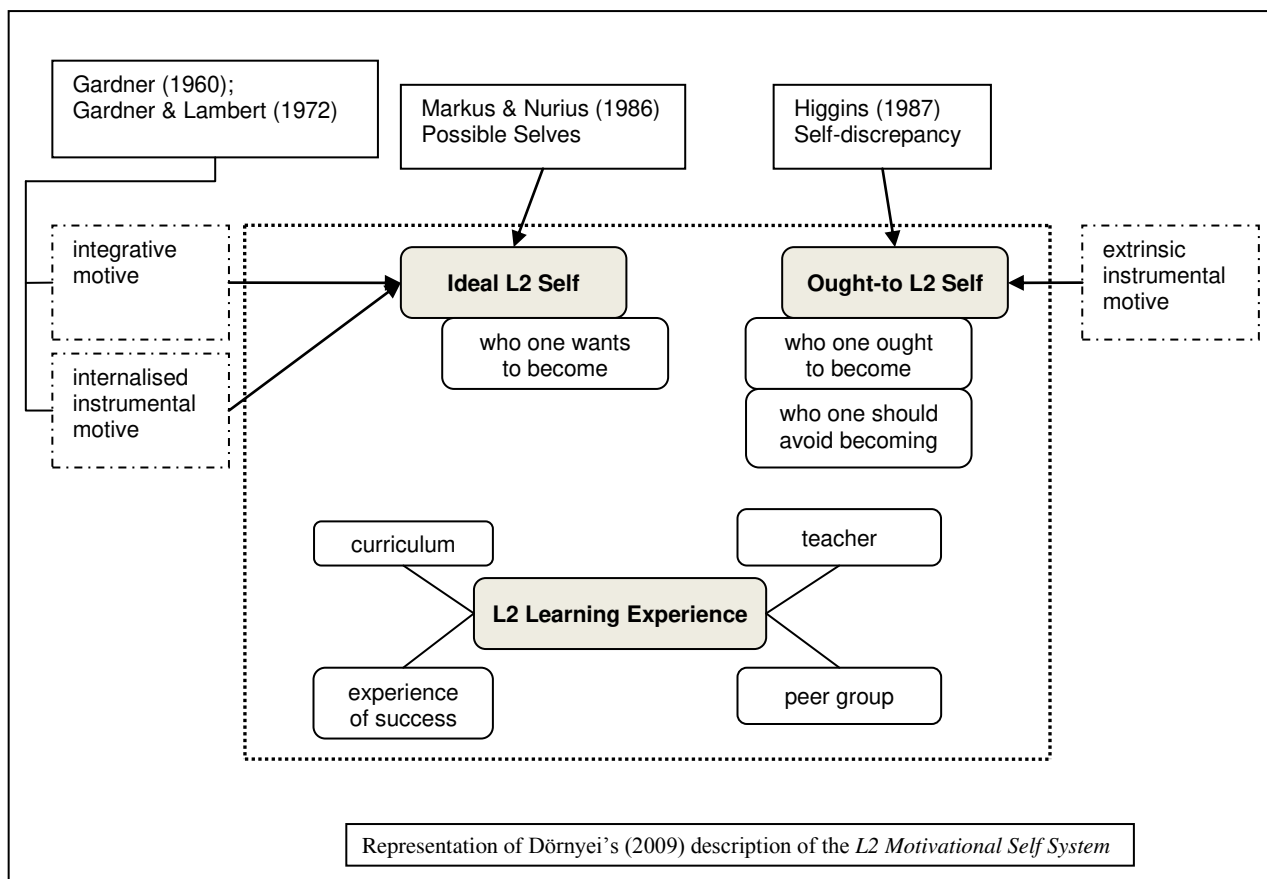 Gardner (1960);
Gardner & Lambert (1972)
Markus & Nurius (1986)
Possible Selves
Higgins (1987)
Self-discrepancy
integrative
motive
internalised
instrumental
motive
Ideal L2 Self
who one wants
to become
Ought-to L2 Self
who one ought
to become
who one should
avoid becoming
extrinsic
instrumental
motive
curriculum
teacher
L2 Learning Experience
experience
of success
peer group
Representation of Dörnyei's (2009) description of the L2 Motivational Self System